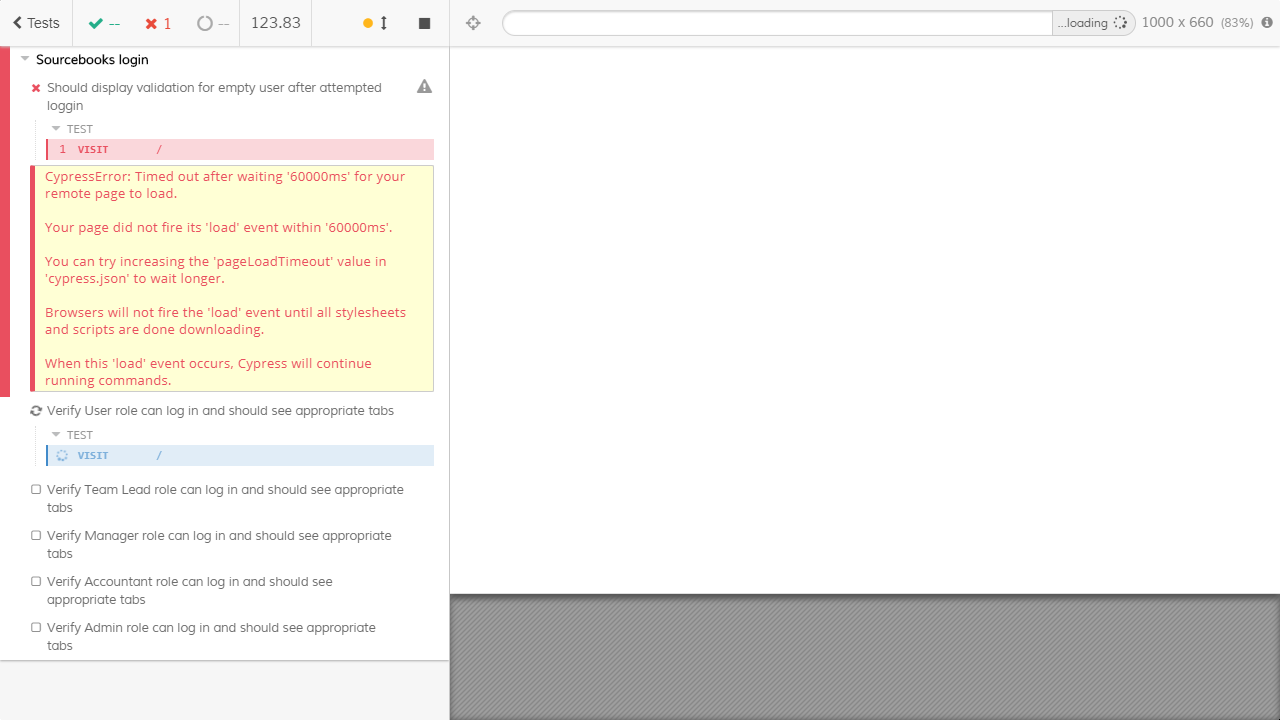 Tests
--
1
--
123.83
...loading
1000 x 660 (83%)
Sourcebooks login
Should display validation for empty user after attempted
loggin
TEST
1 VISIT /
CypressError: Timed out after waiting '60000ms' for your
remote page to load.
Your page did not fire its 'load' event within '60000ms'.
You can try increasing the 'pageLoadTimeout' value in
'cypress.json' to wait longer.
Browsers will not fire the 'load' event until all stylesheets
and scripts are done downloading.
When this 'load' event occurs, Cypress will continue
running commands.
Verify User role can log in and should see appropriate tabs
TEST
VISIT /
Verify Team Lead role can log in and should see appropriate
tabs
Verify Manager role can log in and should see appropriate
tabs
Verify Accountant role can log in and should see
appropriate tabs
Verify Admin role can log in and should see appropriate
tabs